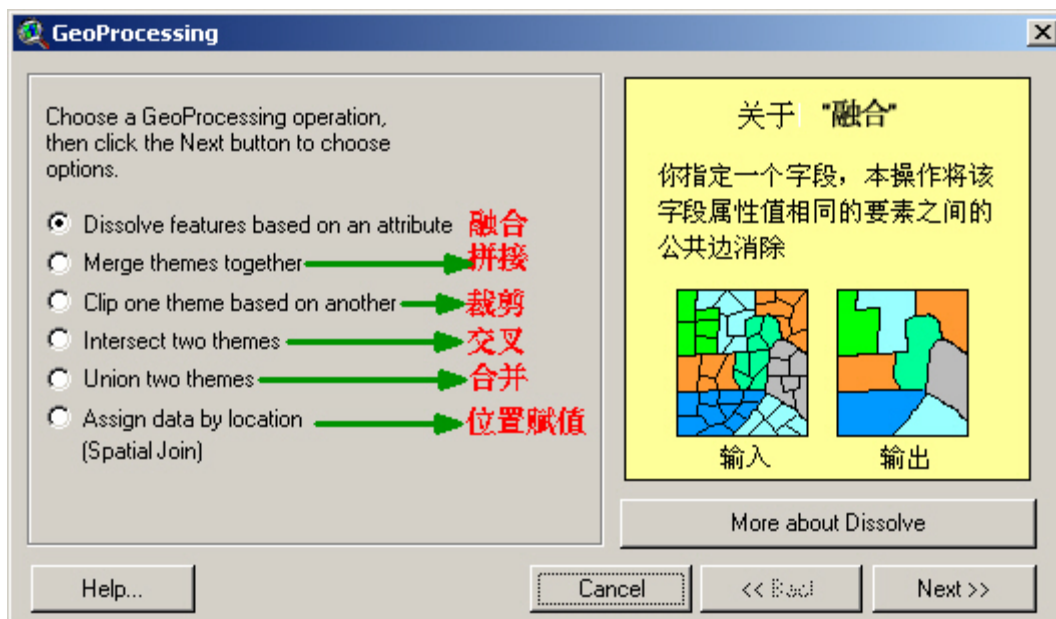 GeoProcessing
Choose a GeoProcessing operation,
then click the Next button to choose
options.
Dissolve features based on an attribute 融合
Merge themes together 拼接
Clip one theme based on another 裁剪
Intersect two themes 交叉
Union two themes 合并
Assign data by location 位置赋值
(Spatial Join)
关于 "融合"
你指定一个字段，本操作将该
字段属性值相同的要素之间的
公共边消除
输入 输出
More about Dissolve
Help... Cancel << Back Next >>